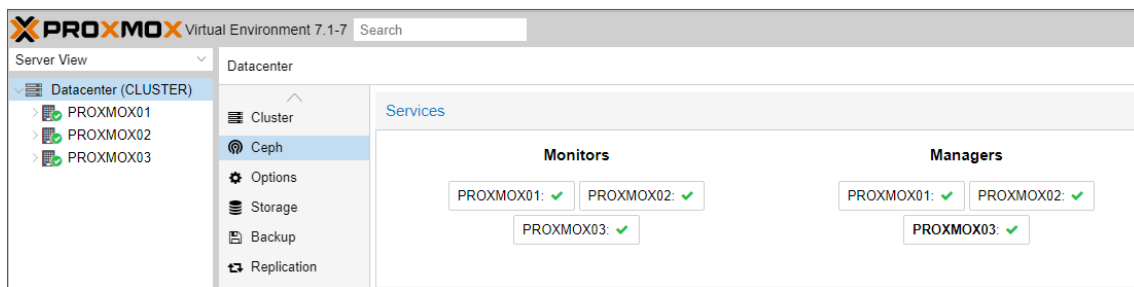 PROXMOX Virtual Environment 7.1-7 Search
Server View
Datacenter
Datacenter (CLUSTER)
PROXMOX01
PROXMOX02
PROXMOX03
Cluster
Ceph
Options
Storage
Backup
Replication
Services
Monitors
PROXMOX01: PROXMOX02:
PROXMOX03:
Managers
PROXMOX01: PROXMOX02:
PROXMOX03: